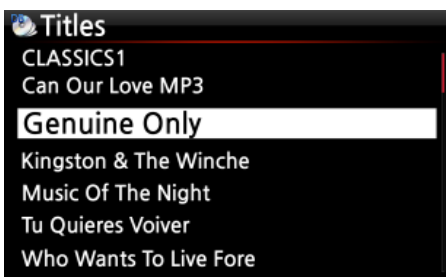 Titles
CLASSICS1
Can Our Love MP3
Genuine Only
Kingston & The Winche
Music Of The Night
Tu Quieres Voiver
Who Wants To Live Fore